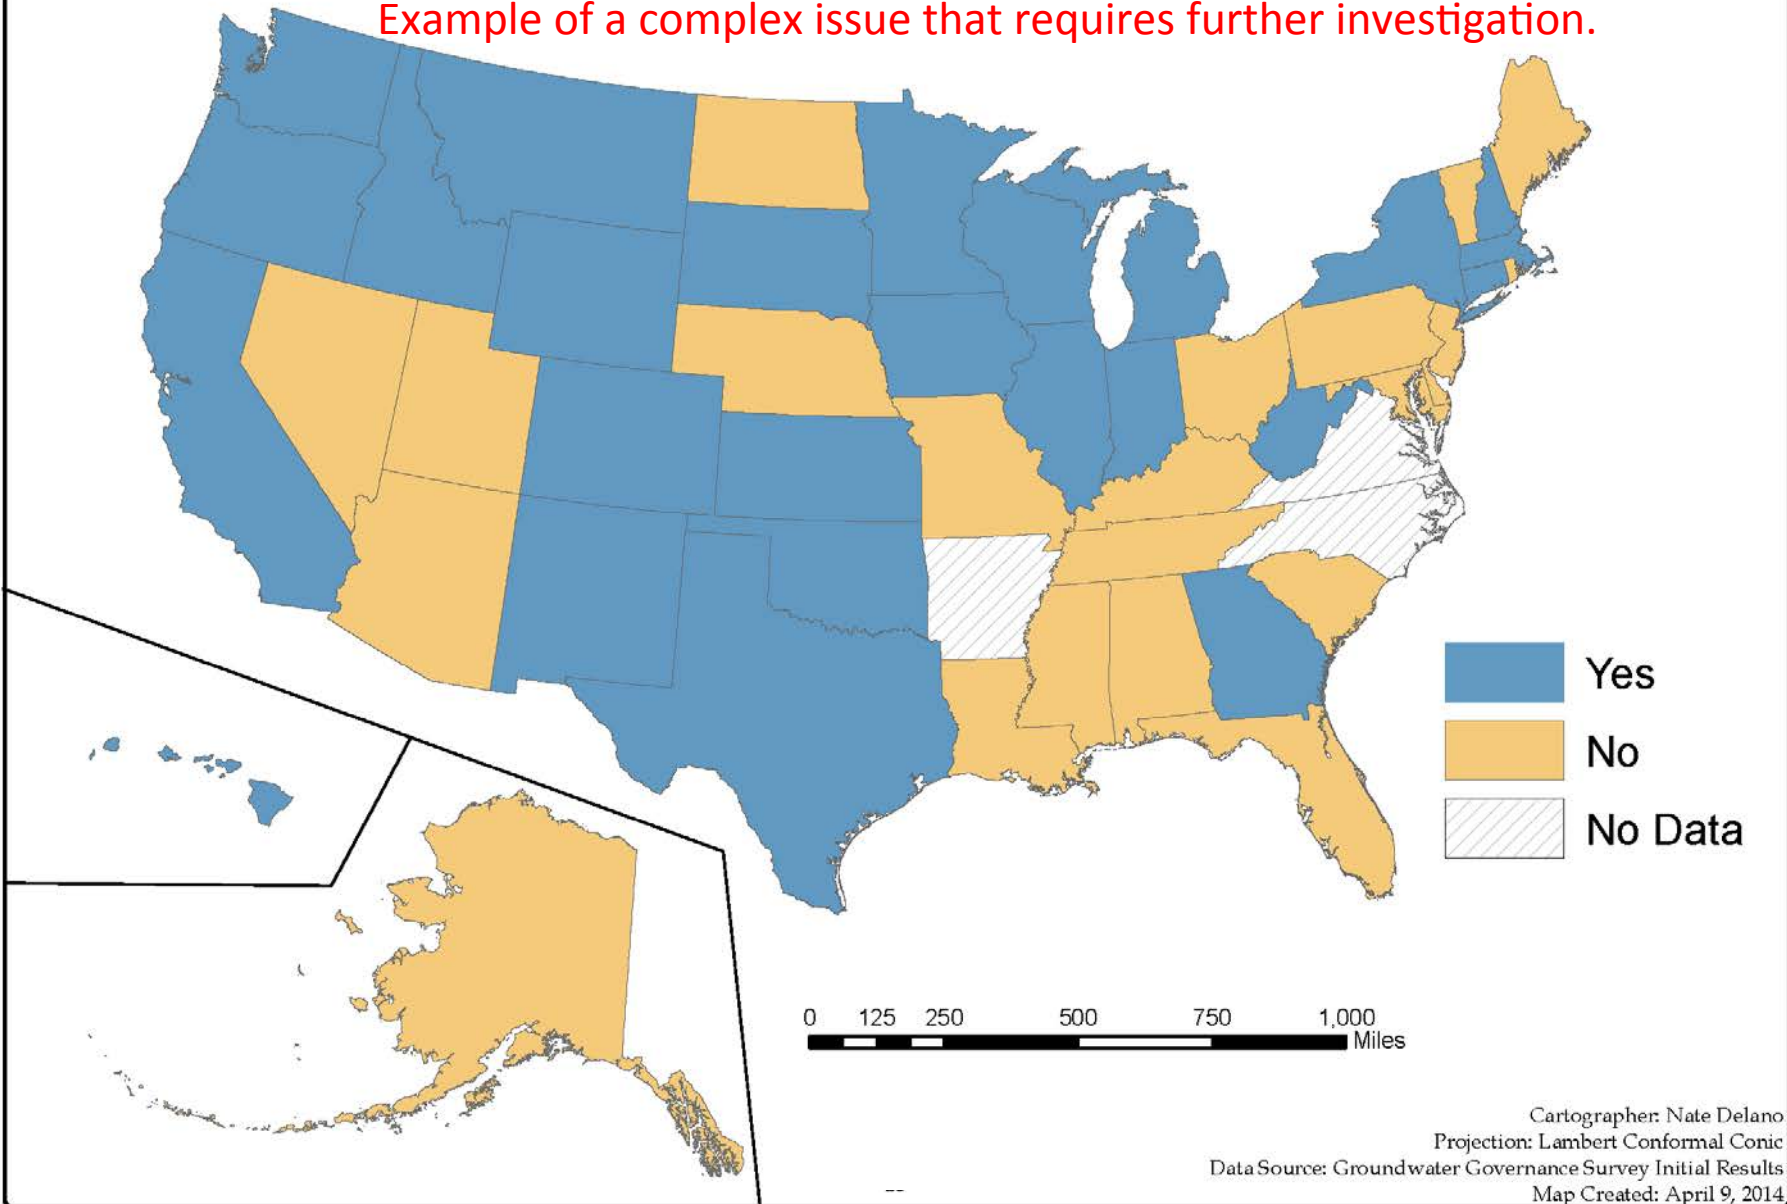 Example of a complex issue that requires further investigation.
Yes
No
No Data
0 125 250 500 750 1,000
Miles
Cartographer: Nate Delano
Projection: Lambert Conformal Conic
Data Source: Groundwater Governance Survey Initial Results
Map Created: April 9, 2014